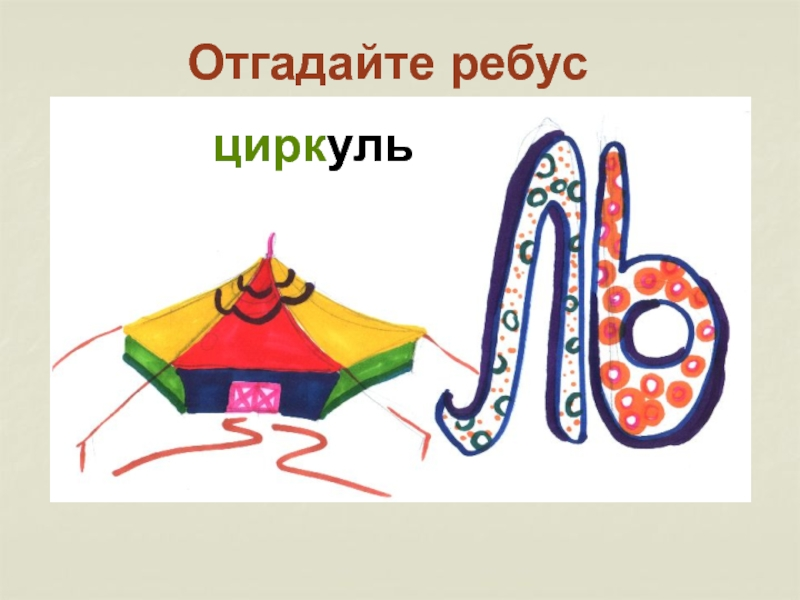 Отгадайте ребус
циркуль
ЛЬ